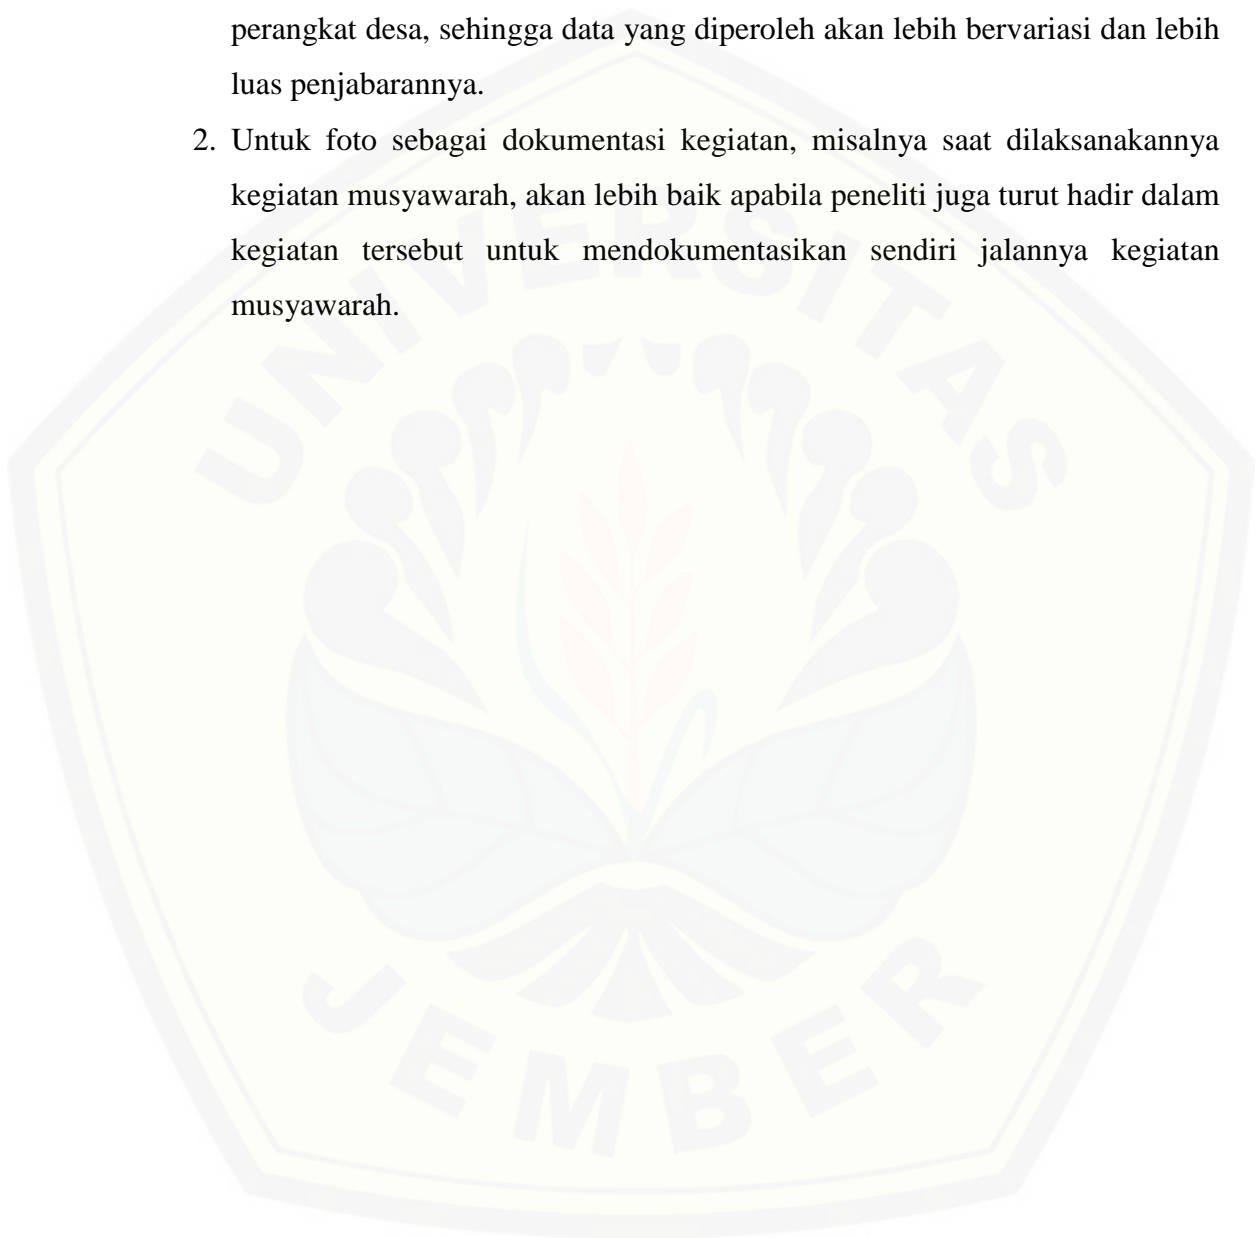 perangkat desa, sehingga data yang diperoleh akan lebih bervariasi dan lebih
luas penjabarannya.
2. Untuk foto sebagai dokumentasi kegiatan, misalnya saat dilaksanakannya
kegiatan musyawarah, akan lebih baik apabila peneliti juga turut hadir dalam
kegiatan tersebut untuk mendokumentasikan sendiri jalannya kegiatan
musyawarah.
UNIVERSITAS
JEMBER